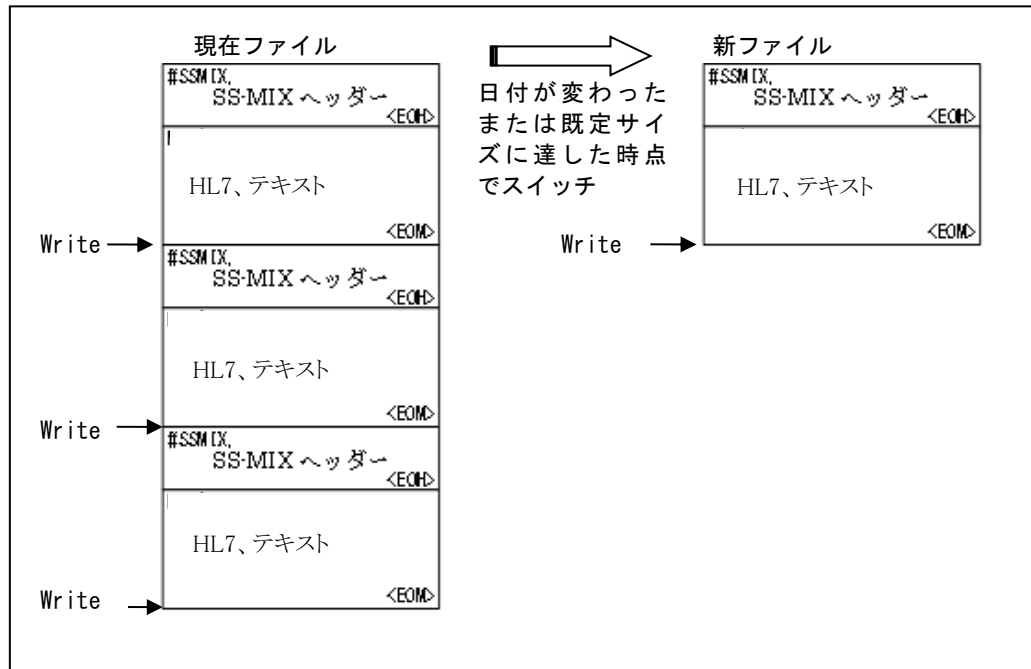 現在ファイル
#SSMIX,
SS-MIX ヘッダー
<EOH>
HL7、テキスト
<EOM>
Write
#SSMIX,
SS-MIX ヘッダー
<EOH>
HL7、テキスト
<EOM>
Write
#SSMIX,
SS-MIX ヘッダー
<EOH>
HL7、テキスト
<EOM>
Write
日付が変わった
または既定サイ
ズに達した時点
でスイッチ
新ファイル
#SSMIX,
SS-MIX ヘッダー
<EOH>
HL7、テキスト
<EOM>
Write